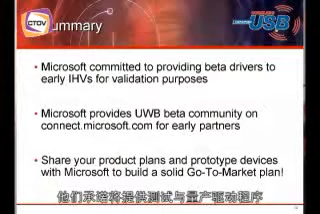 CTOV
ummary
WIRELESS
USB
• Microsoft committed to providing beta drivers to
early IHVs for validation purposes
• Microsoft provides UWB beta community on
connect.microsoft.com for early partners
• Share your product plans and prototype devices
with Microsoft to build a solid Go-To-Market plan!
他们承诺将提供测试与量产驱动程序